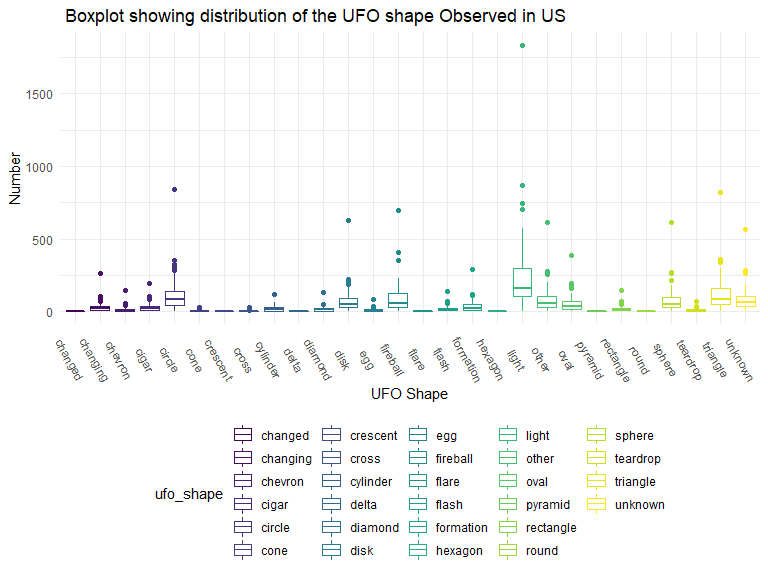 Boxplot showing distribution of the UFO shape Observed in US
Number
1500
1000
500
0
changed
changing
chevron
cigar
circle
cone
crescent
cross
cylinder
delta
diamond
disk
egg
fireball
flare
flash
formation
hexagon
light
other
oval
pyramid
rectangle
round
sphere
teardrop
triangle
unknown
UFO Shape
ufo_shape
changed
changing
chevron
cigar
circle
cone
crescent
cross
cylinder
delta
diamond
disk
egg
fireball
flare
flash
formation
hexagon
light
other
oval
pyramid
rectangle
round
sphere
teardrop
triangle
unknown